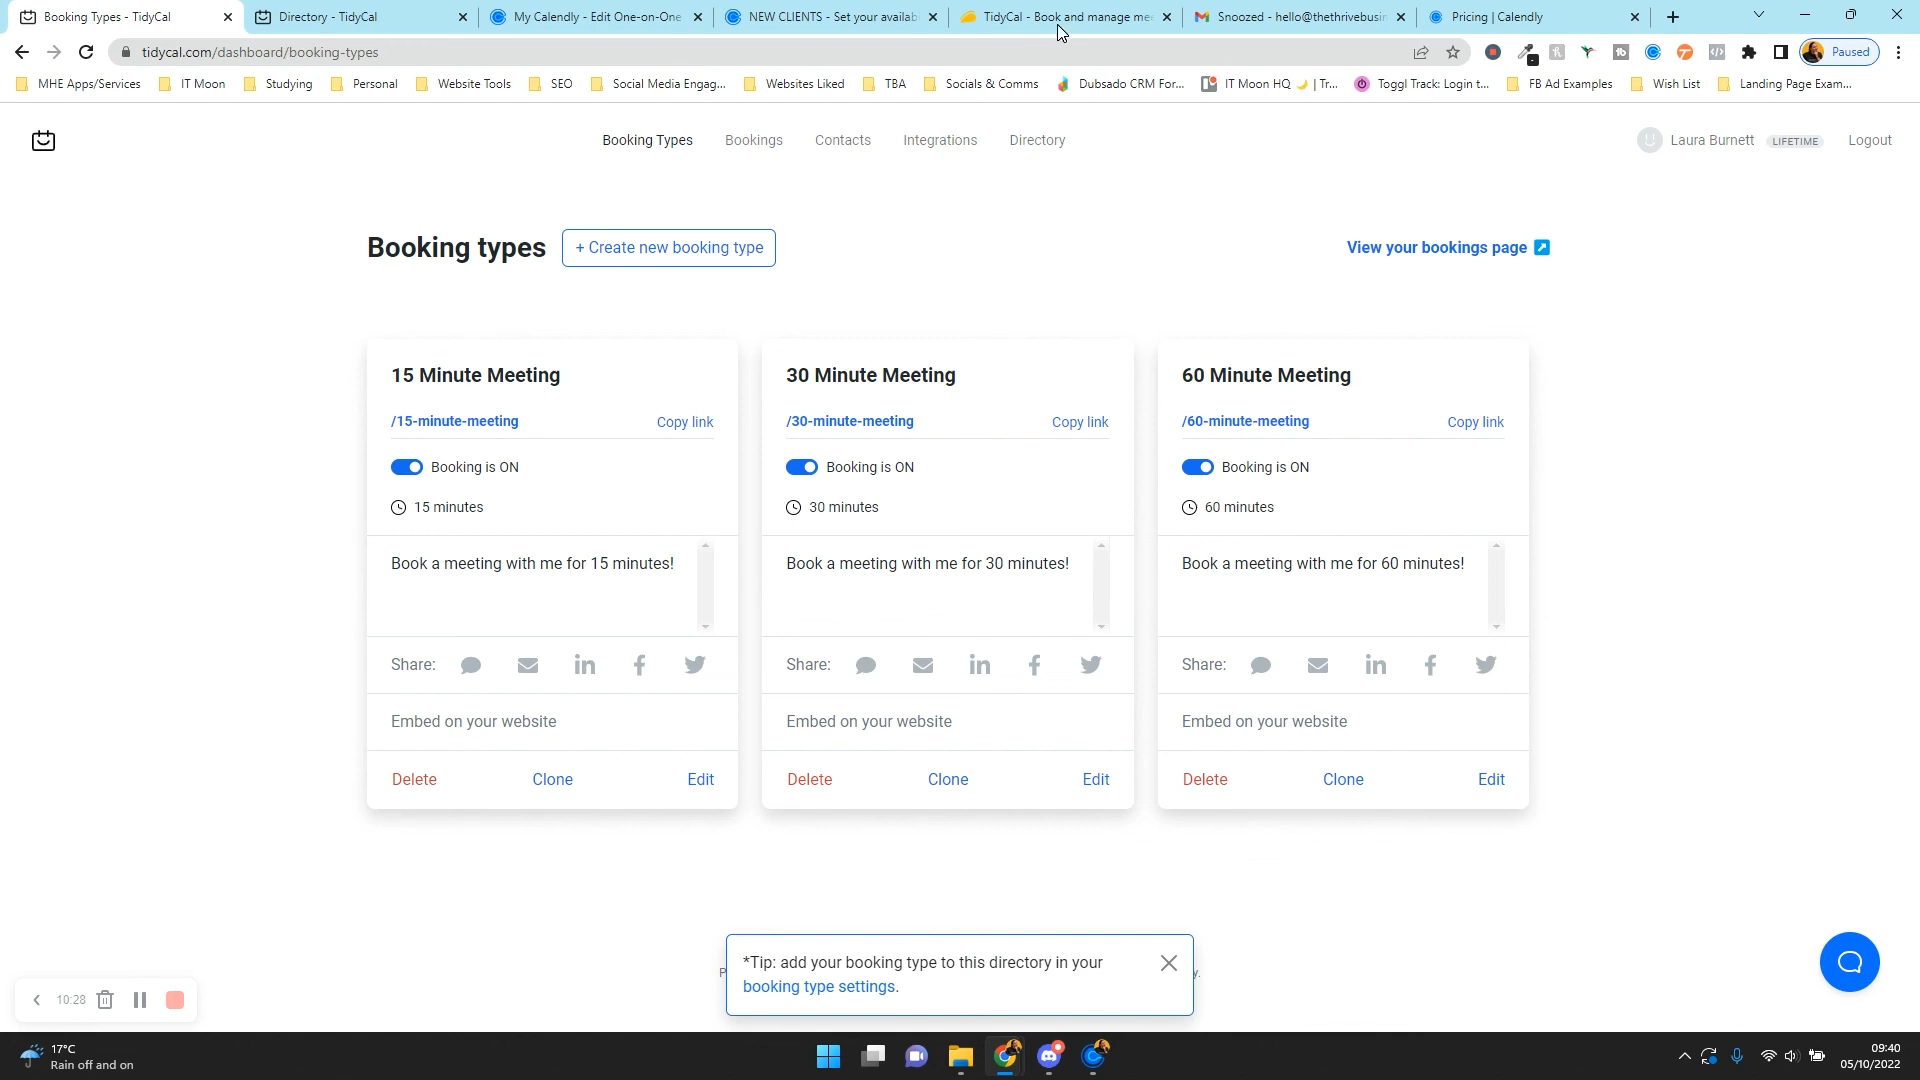 Booking Types - TidyCal
Directory - TidyCal
My Calendly - Edit One-on-One
NEW CLIENTS - Set your availab
TidyCal - Book and manage mee
Snoozed - hello@thethrivebusin
Pricing | Calendly
tidycal.com/dashboard/booking-types
Paused
MHE Apps/Services
IT Moon
Studying
Personal
Website Tools
SEO
Social Media Engag...
Websites Liked
TBA
Socials & Comms
Dubsado CRM For...
IT Moon HQ 🌙 | Tr...
Toggl Track: Login t...
FB Ad Examples
Wish List
Landing Page Exam...
Booking Types
Bookings
Contacts
Integrations
Directory
Laura Burnett
LIFETIME
Logout
Booking types
+ Create new booking type
View your bookings page
15 Minute Meeting
/15-minute-meeting
Copy link
Booking is ON
15 minutes
Book a meeting with me for 15 minutes!
Share:
Embed on your website
Delete
Clone
Edit
30 Minute Meeting
/30-minute-meeting
Copy link
Booking is ON
30 minutes
Book a meeting with me for 30 minutes!
Share:
Embed on your website
Delete
Clone
Edit
60 Minute Meeting
/60-minute-meeting
Copy link
Booking is ON
60 minutes
Book a meeting with me for 60 minutes!
Share:
Embed on your website
Delete
Clone
Edit
*Tip: add your booking type to this directory in your
booking type settings.
10:28
17°C
Rain off and on
09:40
05/10/2022